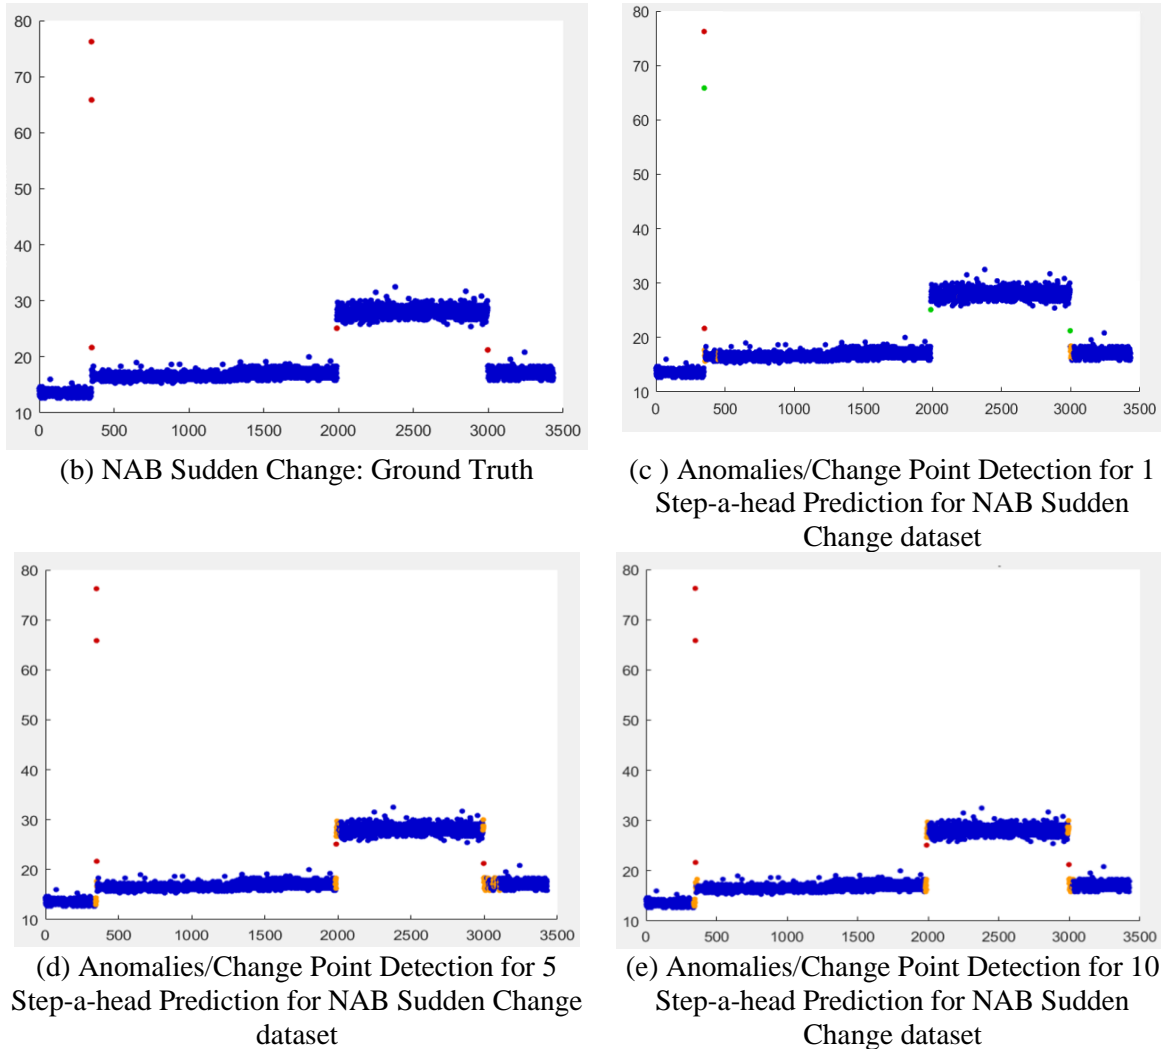 80
70
60
50
40
30
20
10
0 500 1000 1500 2000 2500 3000 3500
(b) NAB Sudden Change: Ground Truth
80
70
60
50
40
30
20
10
0 500 1000 1500 2000 2500 3000 3500
(c ) Anomalies/Change Point Detection for 1
Step-a-head Prediction for NAB Sudden
Change dataset
80
70
60
50
40
30
20
10
0 500 1000 1500 2000 2500 3000 3500
(d) Anomalies/Change Point Detection for 5
Step-a-head Prediction for NAB Sudden Change
dataset
80
70
60
50
40
30
20
10
0 500 1000 1500 2000 2500 3000 3500
(e) Anomalies/Change Point Detection for 10
Step-a-head Prediction for NAB Sudden
Change dataset